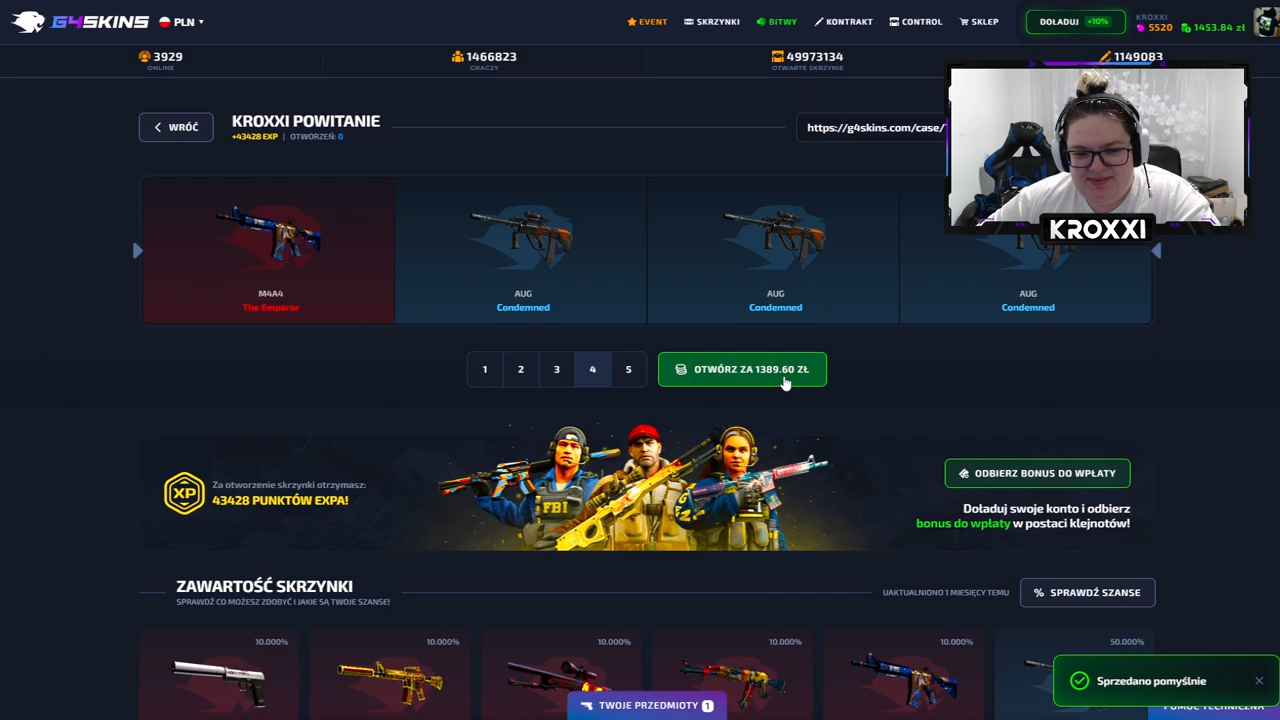 G4SKINS
PLN
EVENT
SKRZYNKI
BITWY
KONTRAKT
CONTROL
SKLEP
DOŁADUJ +10%
KROXXI
5520
1453.84 zł
3929
ONLINE
1466823
GRACZY
49973134
OTWARTE SKRZYNIE
1149083
WRÓĆ
KROXXI POWITANIE
+43428 EXP | OTWORZEŃ: 0
https://g4skins.com/case/
KROXXI
M4A4
The Emperor
AUG
Condemned
AUG
Condemned
AUG
Condemned
1 2 3 4 5
OTWÓRZ ZA 1389.60 ZŁ
FBI
XP
Za otworzenie skrzynki otrzymasz:
43428 PUNKTÓW EXPA!
ODBIERZ BONUS DO WPŁATY
Doładuj swoje konto i odbierz
bonus do wpłaty w postaci klejnotów!
ZAWARTOŚĆ SKRZYNKI
SPRAWDŹ CO MOŻESZ ZDOBYĆ I JAKIE SĄ TWOJE SZANSE!
UAKTUALNIONO 1 MIESIĘCY TEMU
% SPRAWDŹ SZANSE
10.000%
10.000%
10.000%
10.000%
10.000%
50.000%
TWOJE PRZEDMIOTY 1
Sprzedano pomyślnie
POMOC TECHNICZNA